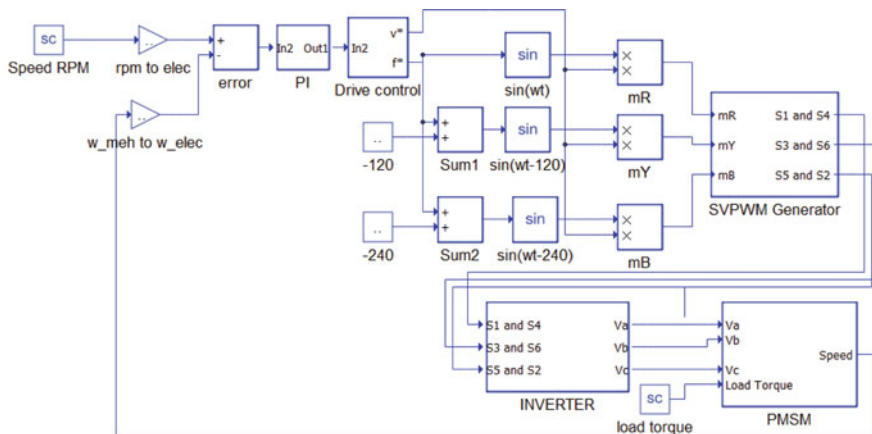 SC
Speed RPM
..
rpm to elec
+
-
error
In2 Out1
PI
In2
v*
f*
Drive control
sin
sin(wt)
×
×
mR
..
w_meh to w_elec
..
-120
+
+
Sum1
sin
sin(wt-120)
×
×
mY
..
-240
+
+
Sum2
sin
sin(wt-240)
×
×
mB
mR S1 and S4
mY S3 and S6
mB S5 and S2
SVPWM Generator
S1 and S4 Va
S3 and S6 Vb
S5 and S2 Vc
INVERTER
SC
load torque
Va
Vb
Speed
Vc
Load Torque
PMSM